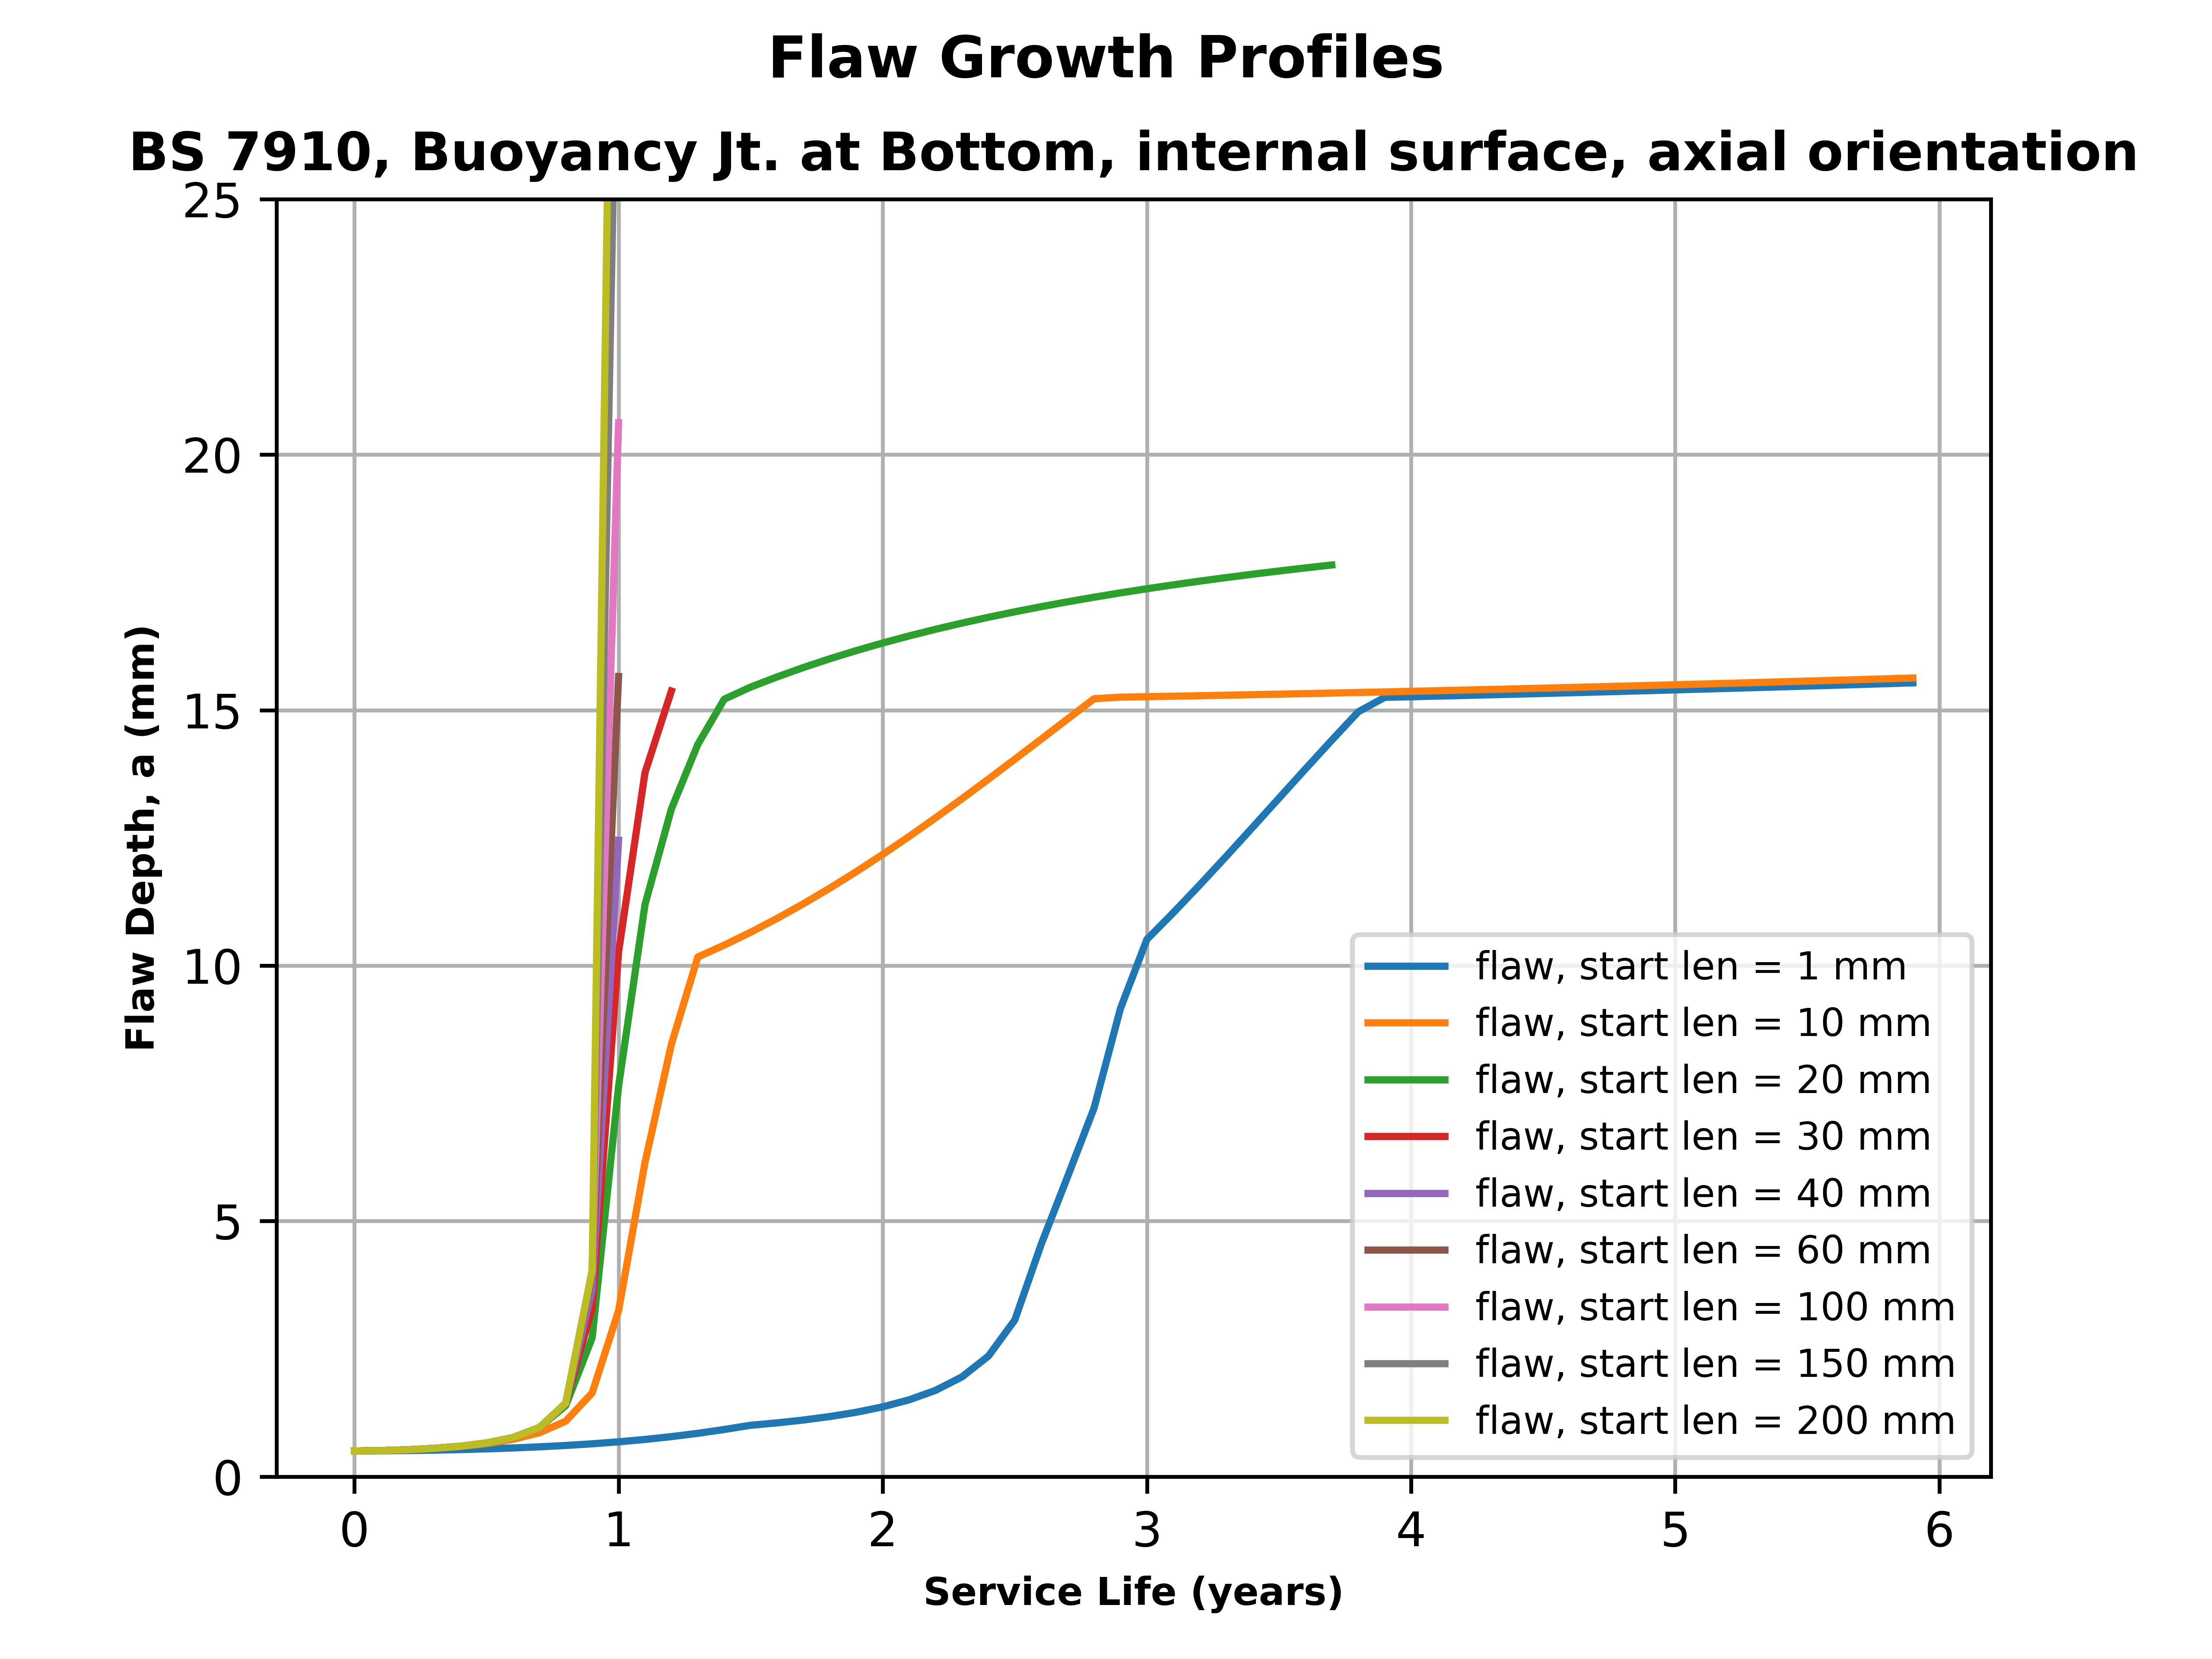 Flaw Growth Profiles
BS 7910, Buoyancy Jt. at Bottom, internal surface, axial orientation
25
20
15
10
5
0
Flaw Depth, a (mm)
flaw, start len = 1 mm
flaw, start len = 10 mm
flaw, start len = 20 mm
flaw, start len = 30 mm
flaw, start len = 40 mm
flaw, start len = 60 mm
flaw, start len = 100 mm
flaw, start len = 150 mm
flaw, start len = 200 mm
0 1 2 3 4 5 6
Service Life (years)